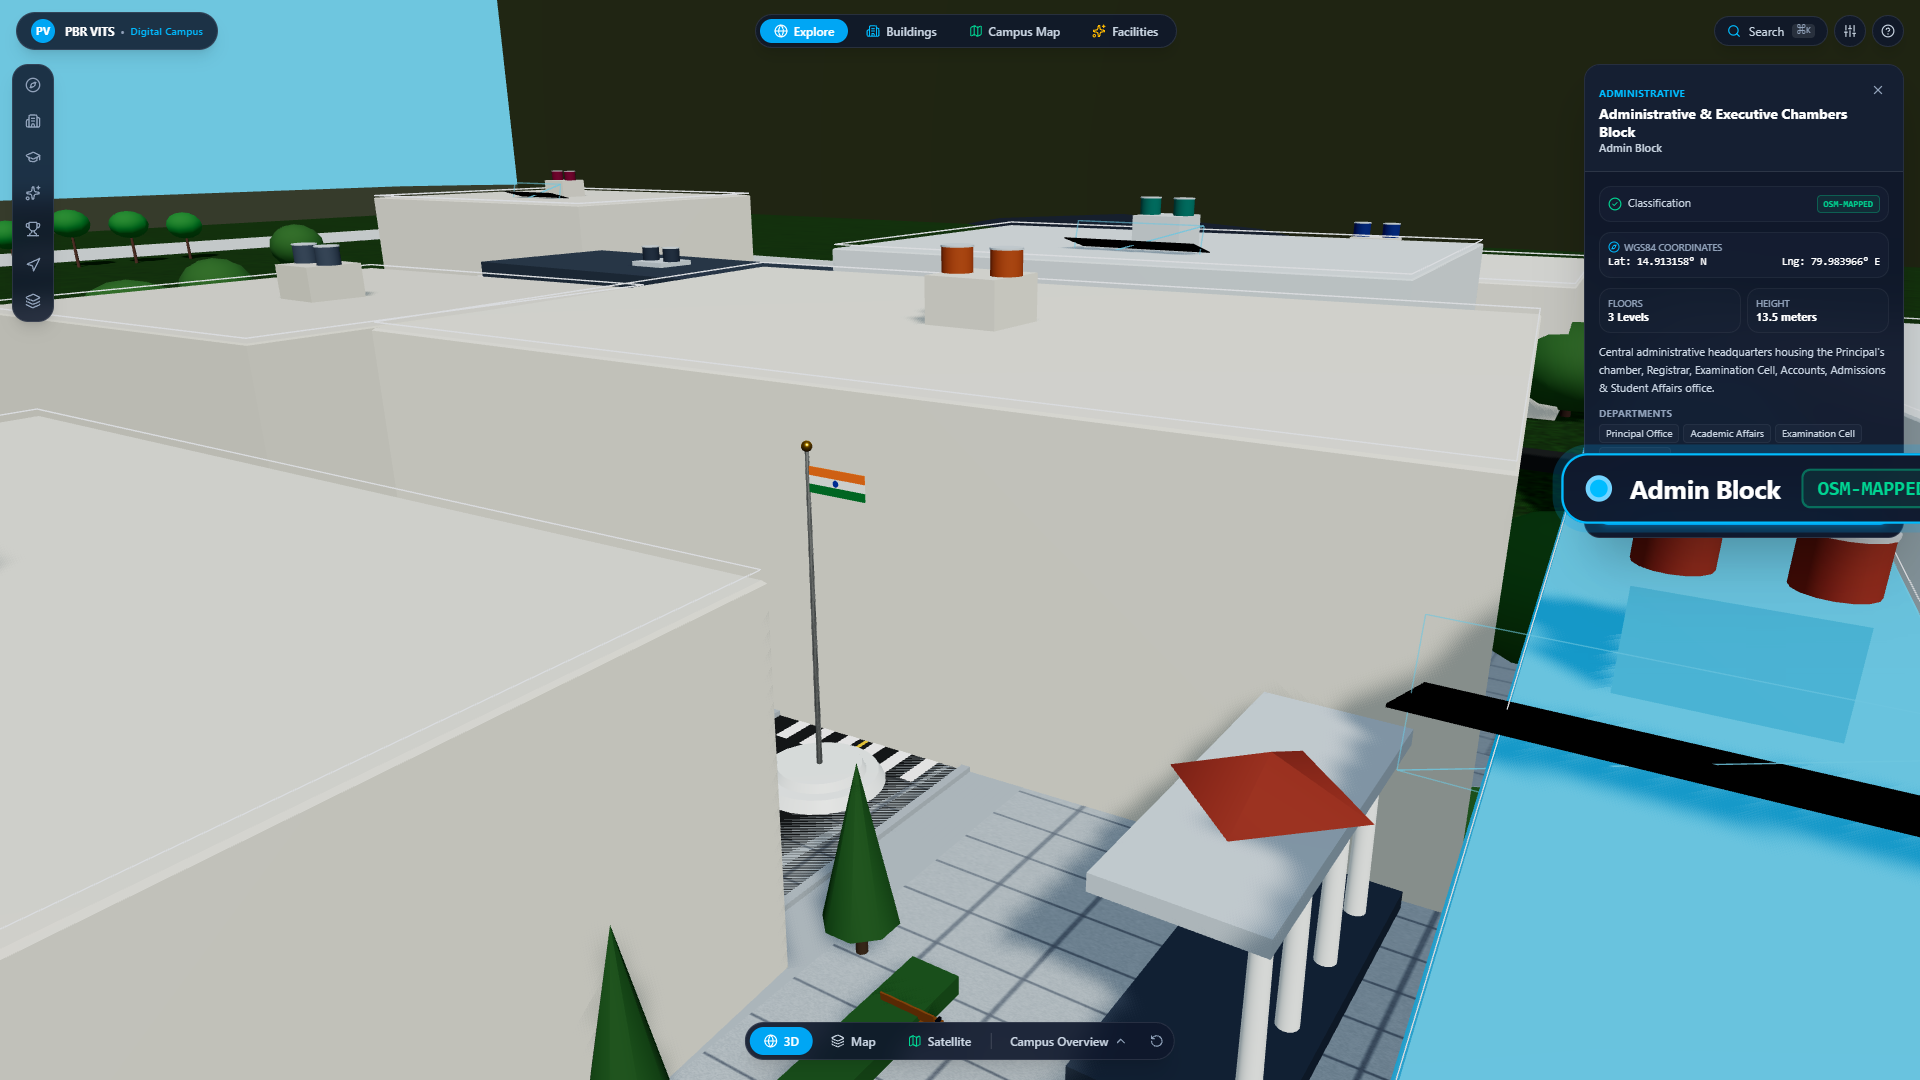 PV PBR VITS • Digital Campus
Explore
Buildings
Campus Map
Facilities
Search ⌘K
ADMINISTRATIVE
Administrative & Executive Chambers
Block
Admin Block
Classification
OSM-MAPPED
WGS84 COORDINATES
Lat: 14.913158° N
Lng: 79.983966° E
FLOORS
3 Levels
HEIGHT
13.5 meters
Central administrative headquarters housing the Principal's
chamber, Registrar, Examination Cell, Accounts, Admissions
& Student Affairs office.
DEPARTMENTS
Principal Office
Academic Affairs
Examination Cell
Admin Block
OSM-MAPPED
3D
Map
Satellite
Campus Overview